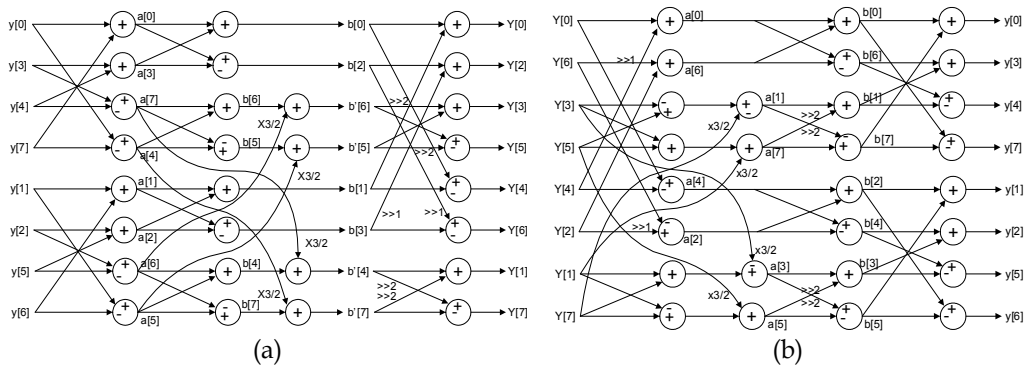 y[0] a[0] b[0] Y[0]
y[3] a[3] b[2] Y[2]
y[4] a[7] b[6] b'[6] >>2 Y[3]
X3/2
y[7] a[4] b[5] b'[5] >>2 Y[5]
X3/2
y[1] a[1] b[1] Y[4]
y[2] a[2] b[3] >>1 >>1 Y[6]
X3/2
y[5] a[6] b[4] b'[4] Y[1]
X3/2 >>2
>>2
y[6] a[5] b[7] b'[7] Y[7]
(a)
Y[0] a[0] b[0] y[0]
Y[6] >>1 a[6] b[6] y[3]
Y[3] a[1] >>2 b[1] y[4]
x3/2 >>2
Y[5] a[7] b[7] y[7]
x3/2
Y[4] a[4] b[2] y[1]
Y[2] >>1 a[2] b[4] y[2]
x3/2
Y[1] a[3] b[3] y[5]
x3/2 >>2
>>2
Y[7] a[5] b[5] y[6]
(b)